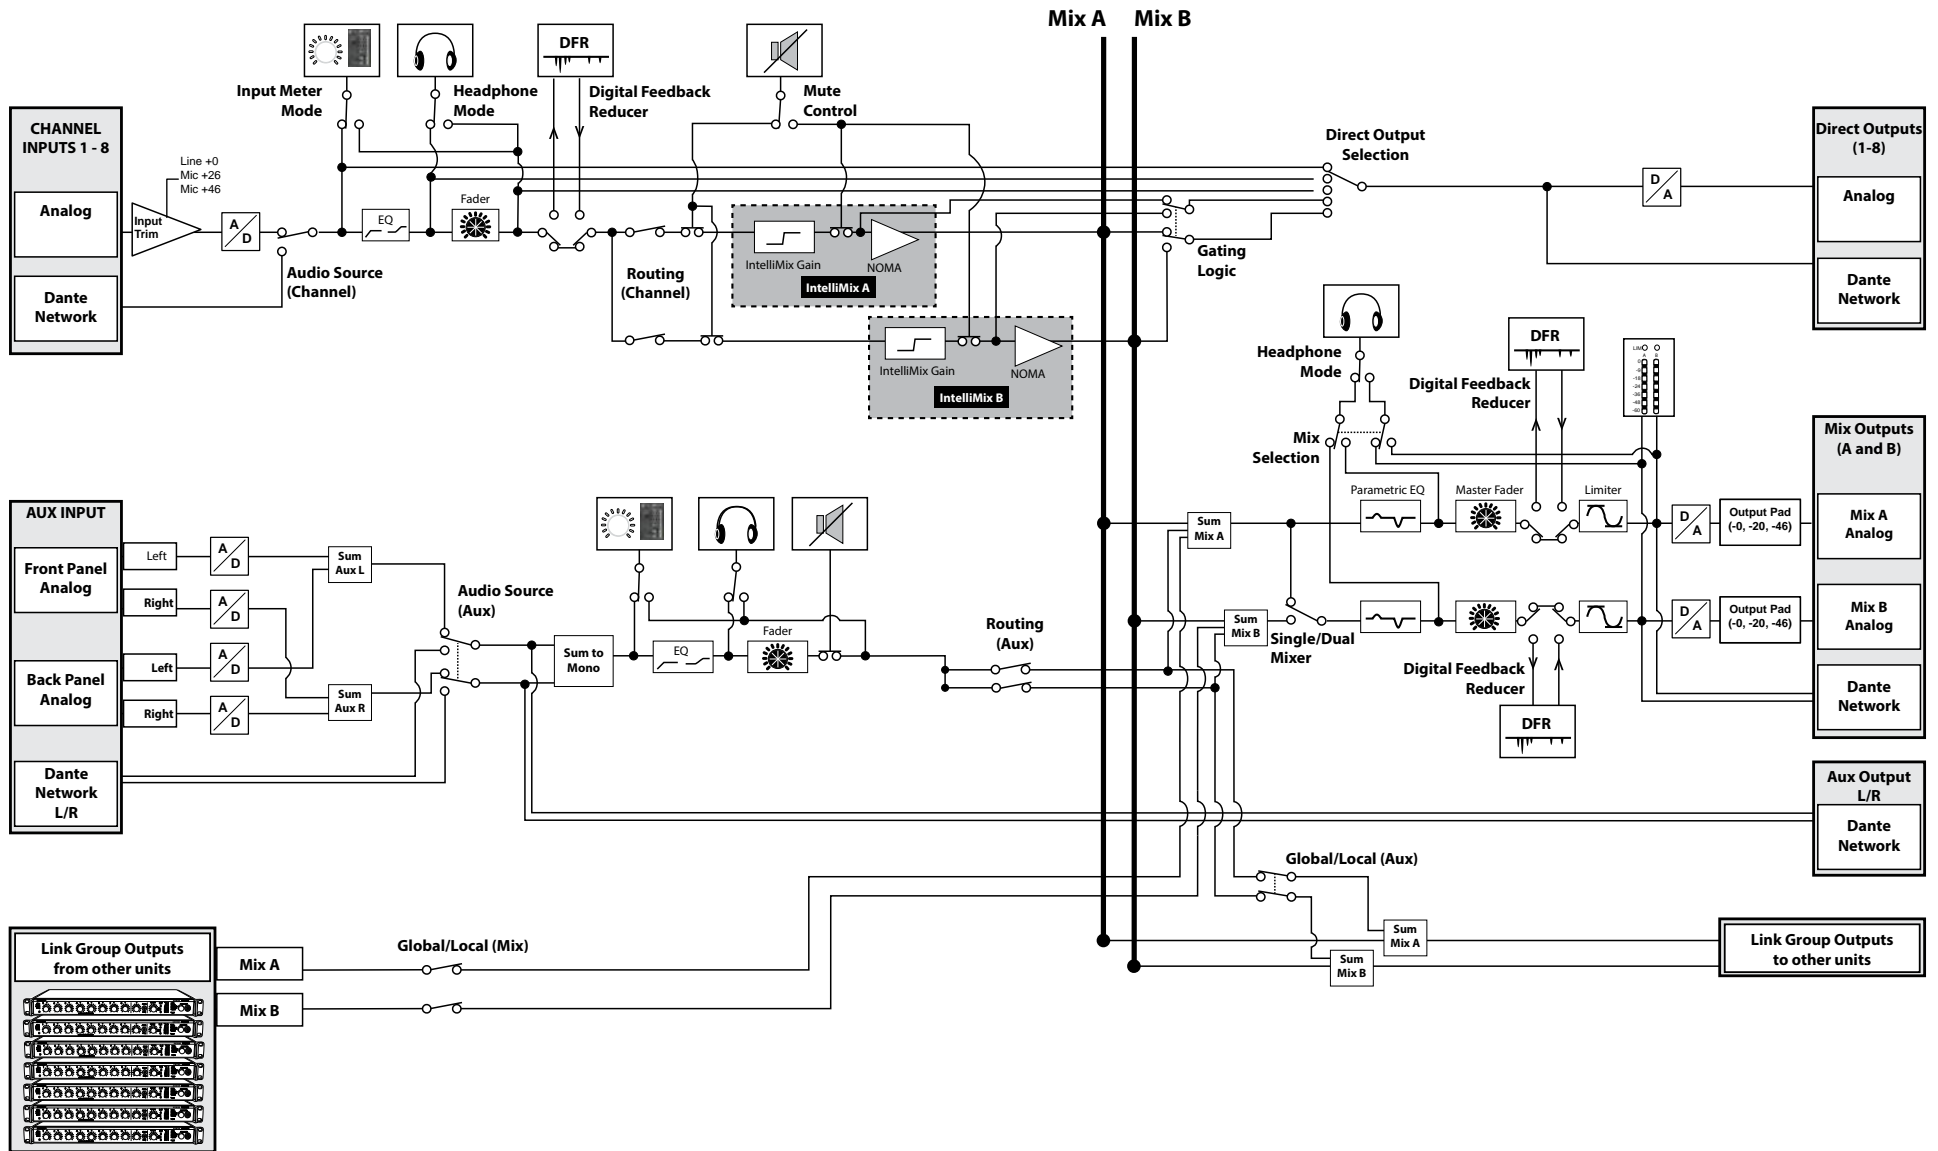 Mix A
Mix B
DFR
Input Meter
Mode
Headphone
Mode
Digital Feedback
Reducer
Mute
Control
CHANNEL
INPUTS 1 - 8
Analog
Dante
Network
Line +0
Mic +26
Mic +46
Input
Trim
A
D
Audio Source
(Channel)
EQ
Fader
Routing
(Channel)
IntelliMix Gain
NOMA
IntelliMix A
IntelliMix Gain
NOMA
IntelliMix B
Gating
Logic
Direct Output
Selection
D
A
Direct Outputs
(1-8)
Analog
Dante
Network
Headphone
Mode
Mix
Selection
DFR
Digital Feedback
Reducer
A
B
Mix Outputs
(A and B)
Mix A
Analog
Mix B
Analog
Dante
Network
Sum
Mix A
Parametric EQ
Master Fader
Limiter
D
A
Output Pad
(-0, -20, -46)
Sum
Mix B
Single/Dual
Mixer
D
A
Output Pad
(-0, -20, -46)
Digital Feedback
Reducer
DFR
AUX INPUT
Front Panel
Analog
Left
A
D
Right
A
D
Sum
Aux L
Back Panel
Analog
Left
A
D
Right
A
D
Sum
Aux R
Dante
Network
L/R
Audio Source
(Aux)
Sum to
Mono
EQ
Fader
Routing
(Aux)
Aux Output
L/R
Dante
Network
Global/Local (Aux)
Sum
Mix A
Sum
Mix B
Link Group Outputs
to other units
Link Group Outputs
from other units
Mix A
Mix B
Global/Local (Mix)